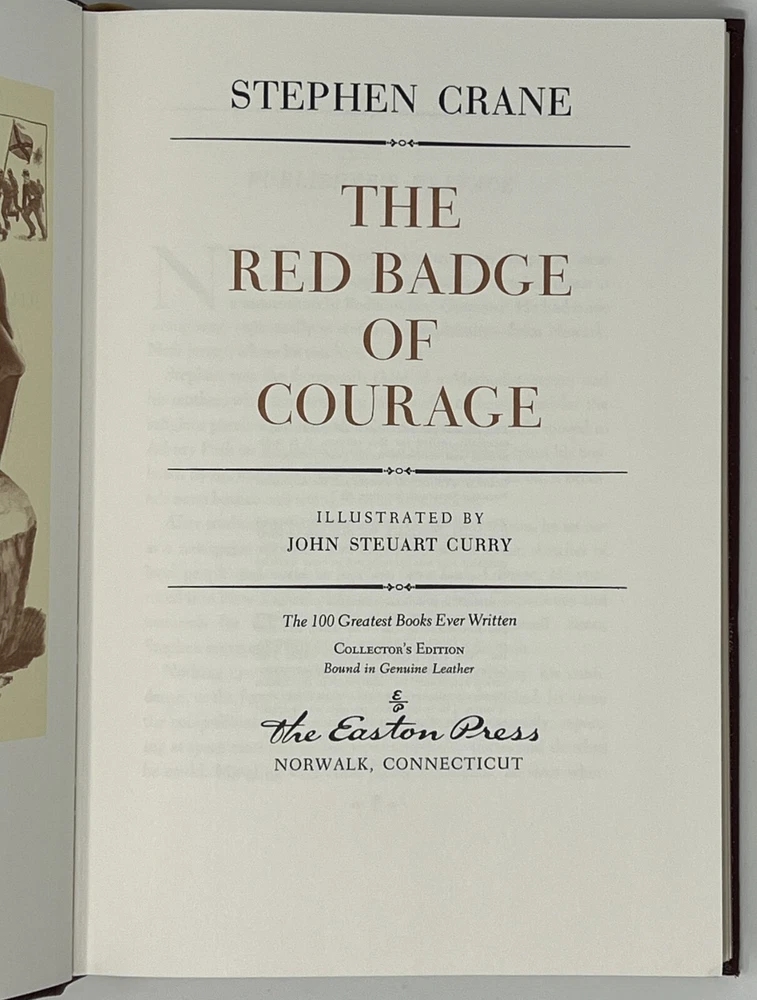 STEPHEN CRANE
THE
RED BADGE
OF
COURAGE
ILLUSTRATED BY
JOHN STEUART CURRY
The 100 Greatest Books Ever Written
COLLECTOR'S EDITION
Bound in Genuine Leather
EP
The Easton Press
NORWALK, CONNECTICUT